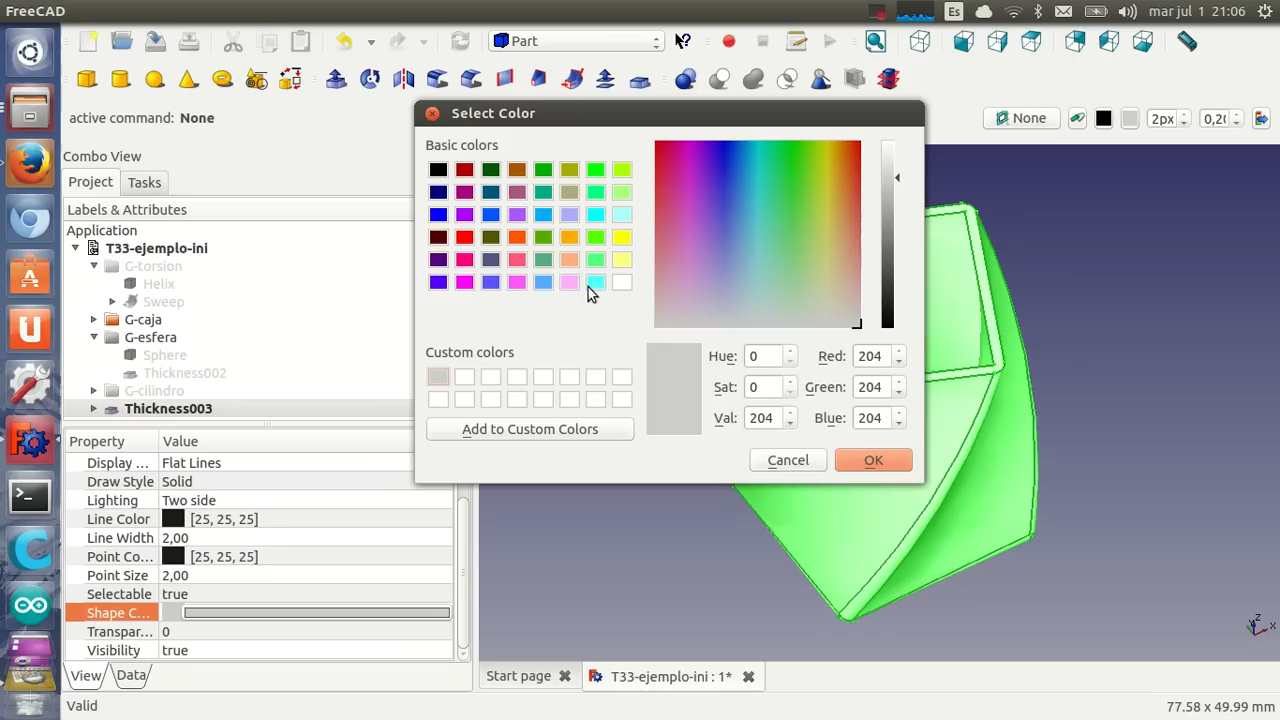 FreeCAD
Es
mar jul 1 21:06
Part
active command: None
None
2px
0,20
Combo View
Project
Tasks
Labels & Attributes
Application
T33-ejemplo-ini
G-torsion
Helix
Sweep
G-caja
G-esfera
Sphere
Thickness002
G-cilindro
Thickness003
Property
Value
Display ...
Flat Lines
Draw Style
Solid
Lighting
Two side
Line Color
[25, 25, 25]
Line Width
2,00
Point Co...
[25, 25, 25]
Point Size
2,00
Selectable
true
Shape C...
Transpar...
0
Visibility
true
View
Data
Select Color
Basic colors
Custom colors
Add to Custom Colors
Hue: 0
Red: 204
Sat: 0
Green: 204
Val: 204
Blue: 204
Cancel
OK
Start page
T33-ejemplo-ini : 1*
Valid
77.58 x 49.99 mm